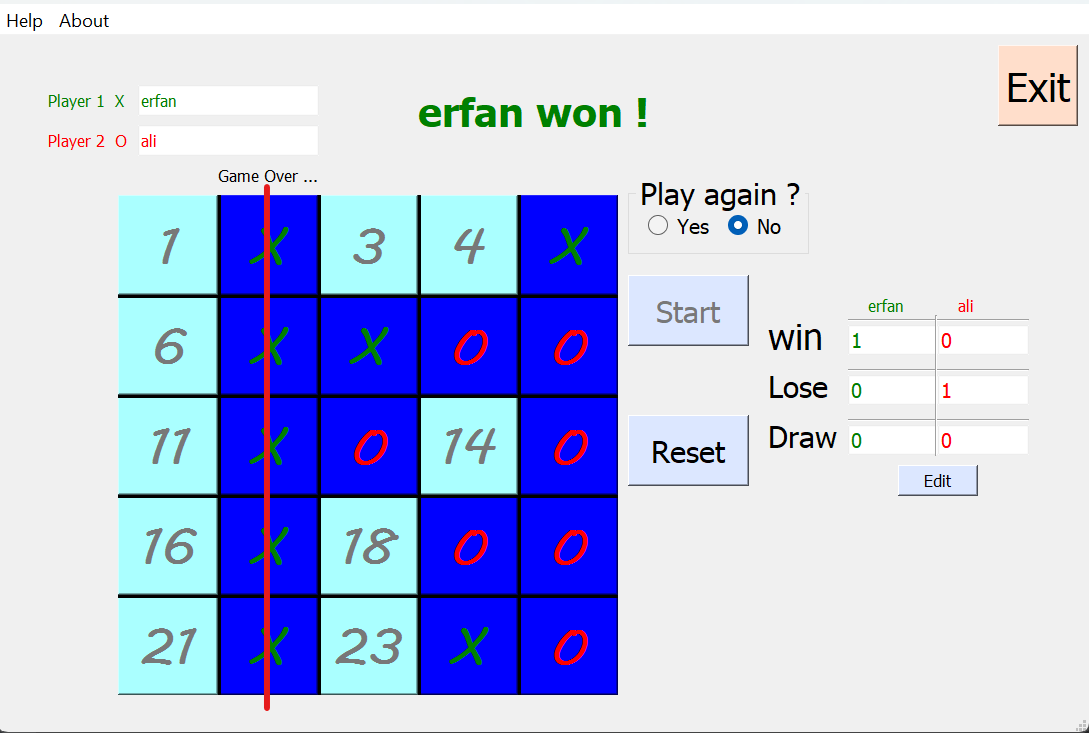 Help About
Exit
Player 1 X erfan
erfan won !
Player 2 O ali
Game Over ...
Play again ?
Yes No
1 X 3 4 X
6 X X O O
11 X O 14 O
16 X 18 O O
21 X 23 X O
Start
Reset
erfan ali
win 1 0
Lose 0 1
Draw 0 0
Edit